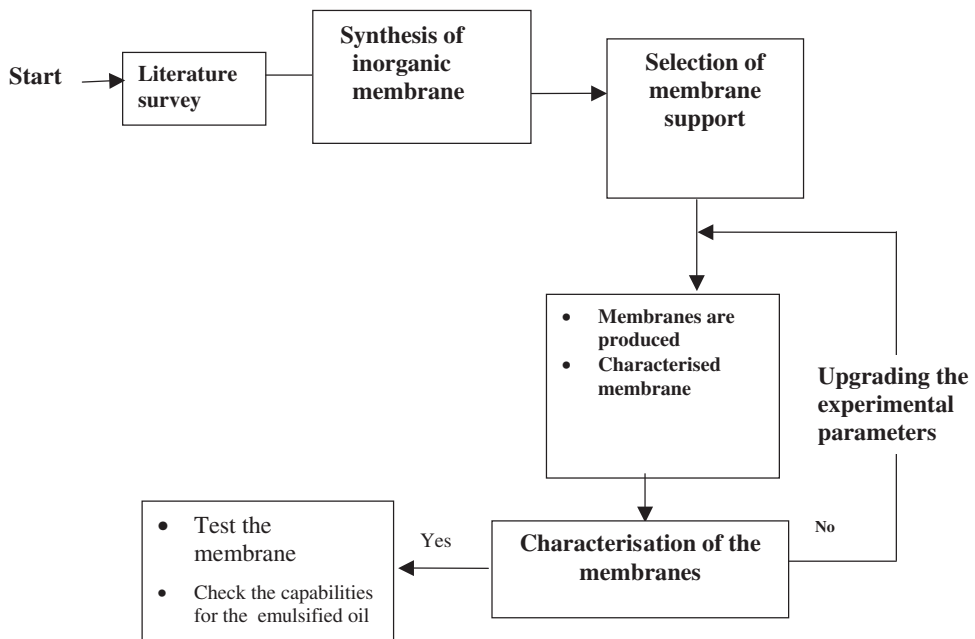 Start
Literature
survey
Synthesis of
inorganic
membrane
Selection of
membrane
support
• Membranes are
produced
• Characterised
membrane
Upgrading the
experimental
parameters
Characterisation of the
membranes
No
Yes
• Test the
membrane
• Check the capabilities
for the emulsified oil